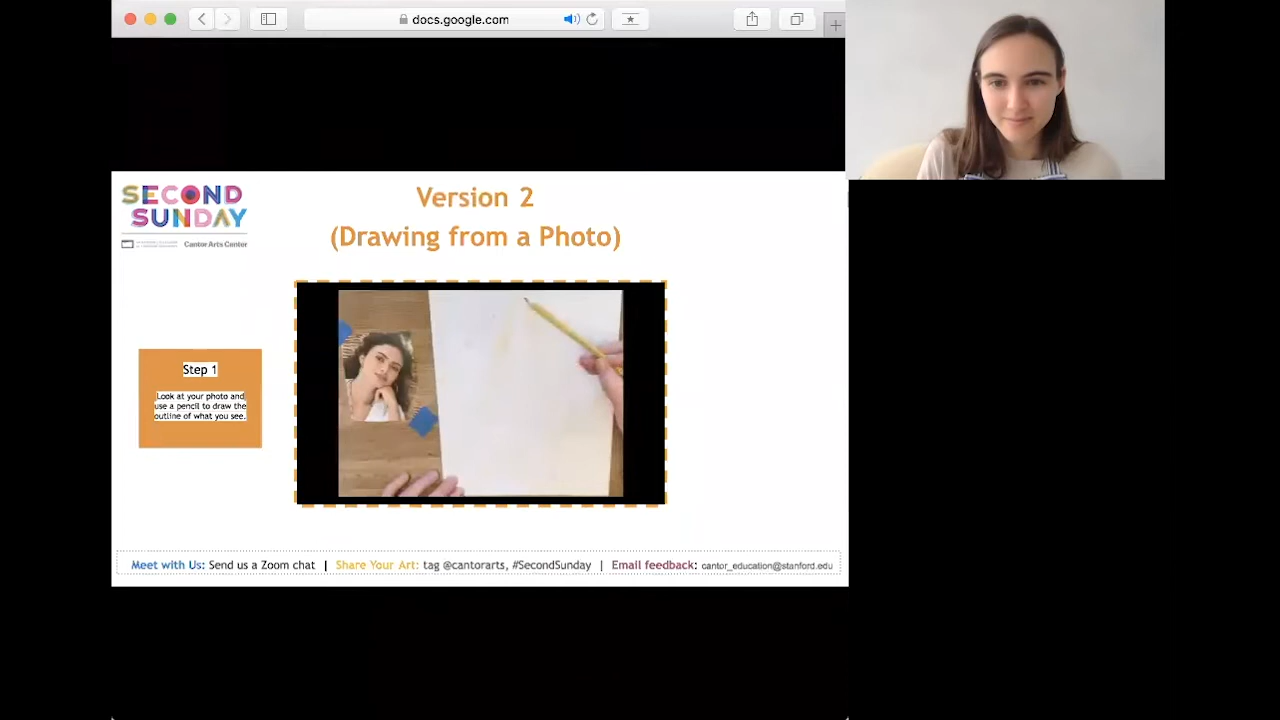 docs.google.com
SECOND
SUNDAY
Cantor Arts Center
Version 2
(Drawing from a Photo)
Step 1
Look at your photo and
use a pencil to draw the
outline of what you see.
Meet with Us: Send us a Zoom chat | Share Your Art: tag @cantorarts, #SecondSunday | Email feedback: cantor_education@stanford.edu